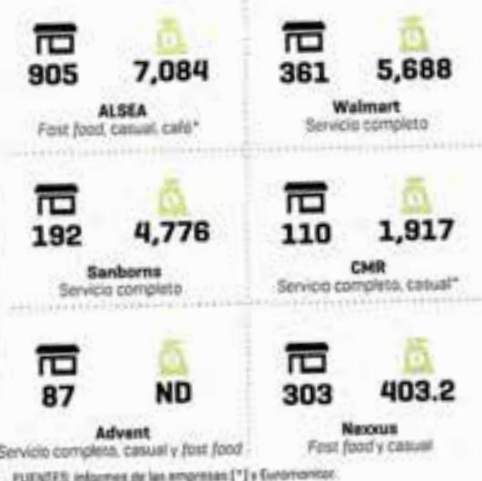 905 7,084
ALSEA
Fast food, casual, café*
361 5,688
Walmart
Servicio completo
192 4,776
Sanborns
Servicio completo
110 1,917
CMR
Servicio completo, casual*
87 ND
Advent
Servicio completo, casual y fast food
303 403.2
Nexxus
Fast food y casual
FUENTES: Informes de las empresas [*] y Euromonitor.